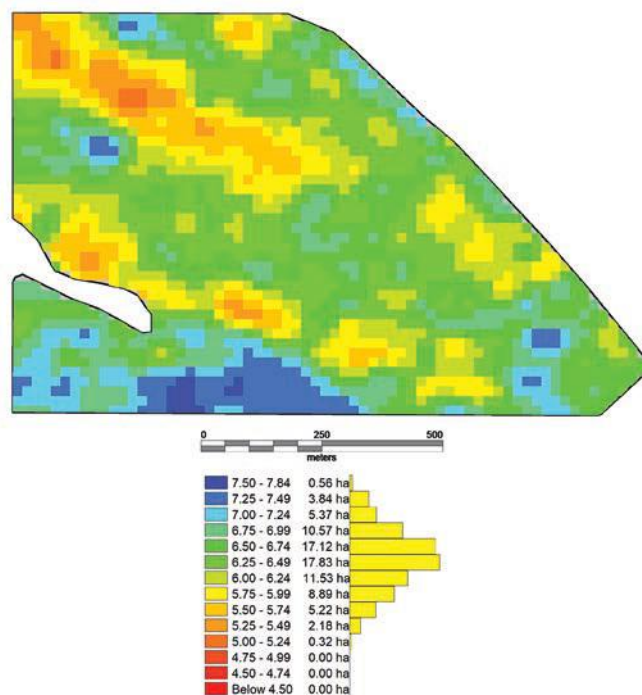 0 250 500
meters
7.50 - 7.84 0.56 ha
7.25 - 7.49 3.84 ha
7.00 - 7.24 5.37 ha
6.75 - 6.99 10.57 ha
6.50 - 6.74 17.12 ha
6.25 - 6.49 17.83 ha
6.00 - 6.24 11.53 ha
5.75 - 5.99 8.89 ha
5.50 - 5.74 5.22 ha
5.25 - 5.49 2.18 ha
5.00 - 5.24 0.32 ha
4.75 - 4.99 0.00 ha
4.50 - 4.74 0.00 ha
Below 4.50 0.00 ha